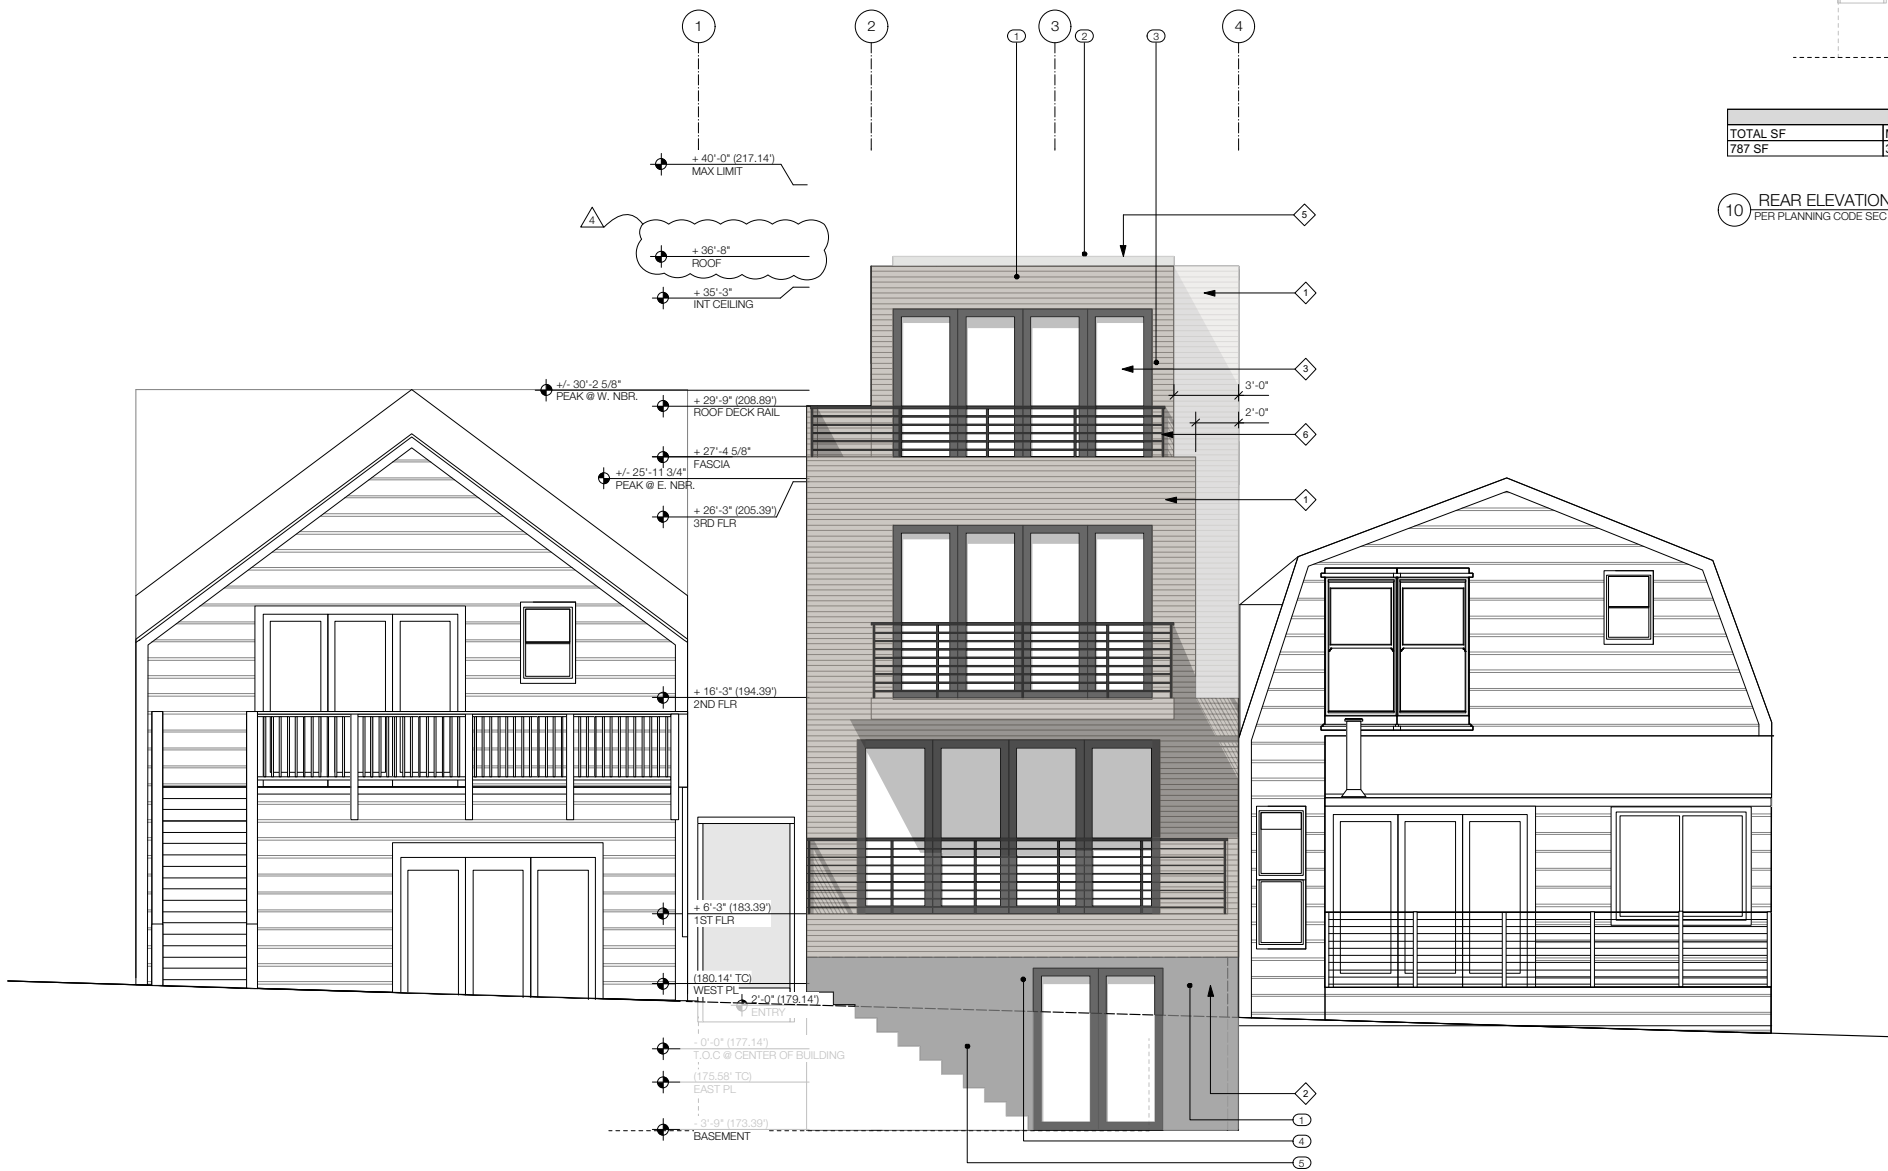 1
2
3
4
1
2
3
TOTAL SF
787 SF
+ 40'-0" (217.14')
MAX LIMIT
10
REAR ELEVATION
PER PLANNING CODE SEC
4
5
+ 36'-8"
ROOF
+ 35'-3"
INT CEILING
1
3
+/- 30'-2 5/8"
PEAK @ W. NBR.
3'-0"
+ 29'-9" (208.89')
ROOF DECK RAIL
2'-0"
6
+ 27'-4 5/8"
FASCIA
+/- 25'-11 3/4"
PEAK @ E. NBR.
1
+ 26'-3" (205.39')
3RD FLR
+ 16'-3" (194.39')
2ND FLR
+ 6'-3" (183.39')
1ST FLR
(180.14' TC)
WEST PL
2'-0" (179.14')
ENTRY
- 0'-0" (177.14')
T.O.C @ CENTER OF BUILDING
(175.58' TC)
EAST PL
2
1
- 3'-9" (173.39')
BASEMENT
4
5